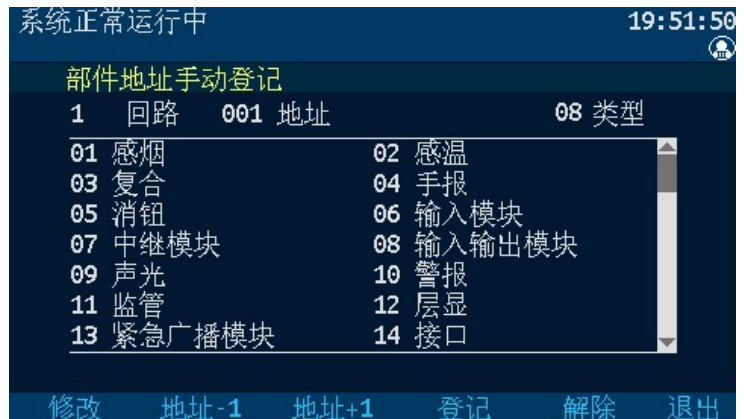 系统正常运行中 19:51:50
部件地址手动登记
1 回路 001 地址 08 类型
01 感烟 02 感温
03 复合 04 手报
05 消钮 06 输入模块
07 中继模块 08 输入输出模块
09 声光 10 警报
11 监管 12 层显
13 紧急广播模块 14 接口
修改 地址-1 地址+1 登记 解除 退出